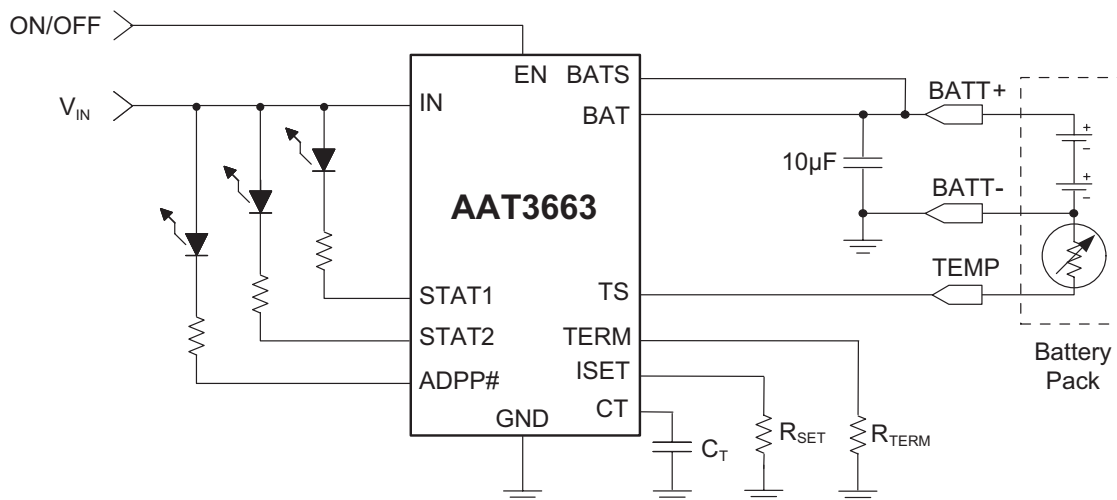 ON/OFF
V_IN
EN
BATS
IN
BAT
AAT3663
STAT1
STAT2
ADPP#
GND
TS
TERM
ISET
CT
10µF
BATT+
BATT-
TEMP
+
–
+
–
Battery
Pack
C_T
R_SET
R_TERM